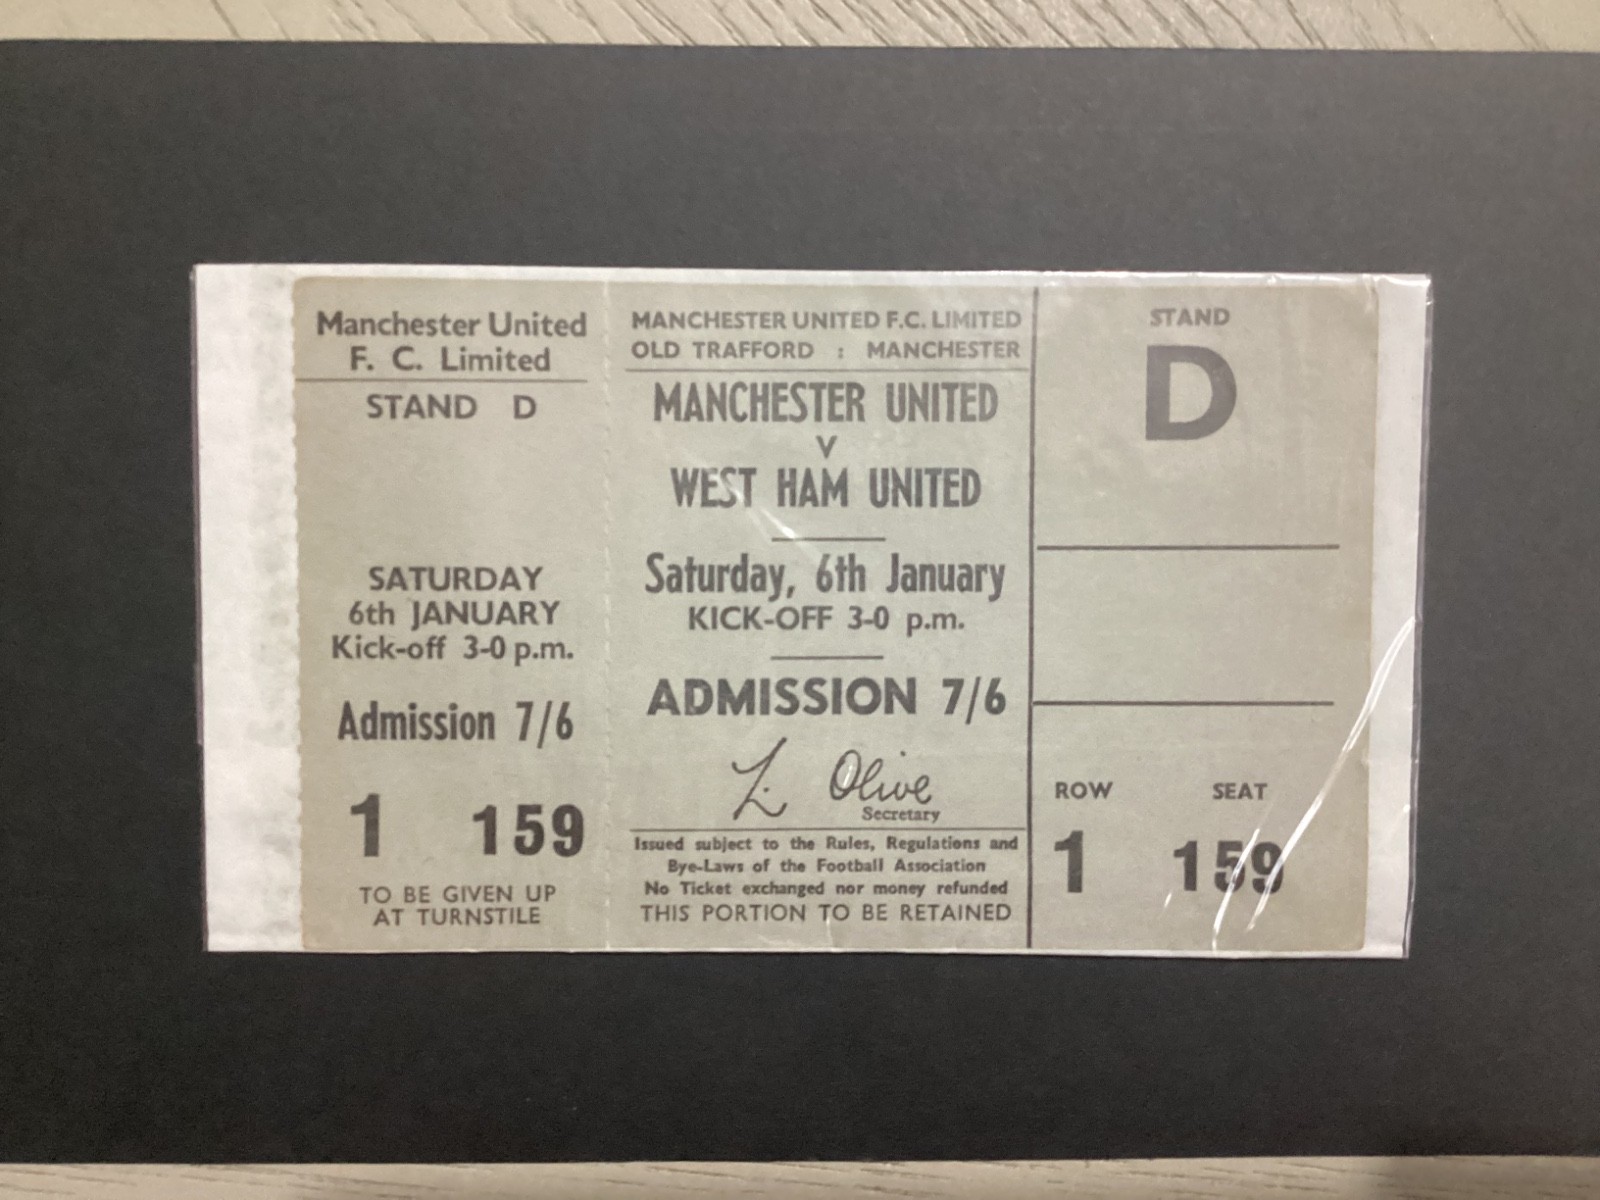 Manchester United
F. C. Limited
STAND D
SATURDAY
6th JANUARY
Kick-off 3-0 p.m.
Admission 7/6
1 159
TO BE GIVEN UP
AT TURNSTILE
MANCHESTER UNITED F.C. LIMITED
OLD TRAFFORD : MANCHESTER
MANCHESTER UNITED
V
WEST HAM UNITED
Saturday, 6th January
KICK-OFF 3-0 p.m.
ADMISSION 7/6
L. Olive
Secretary
Issued subject to the Rules, Regulations and
Bye-Laws of the Football Association
No Ticket exchanged nor money refunded
THIS PORTION TO BE RETAINED
STAND
D
ROW SEAT
1 159